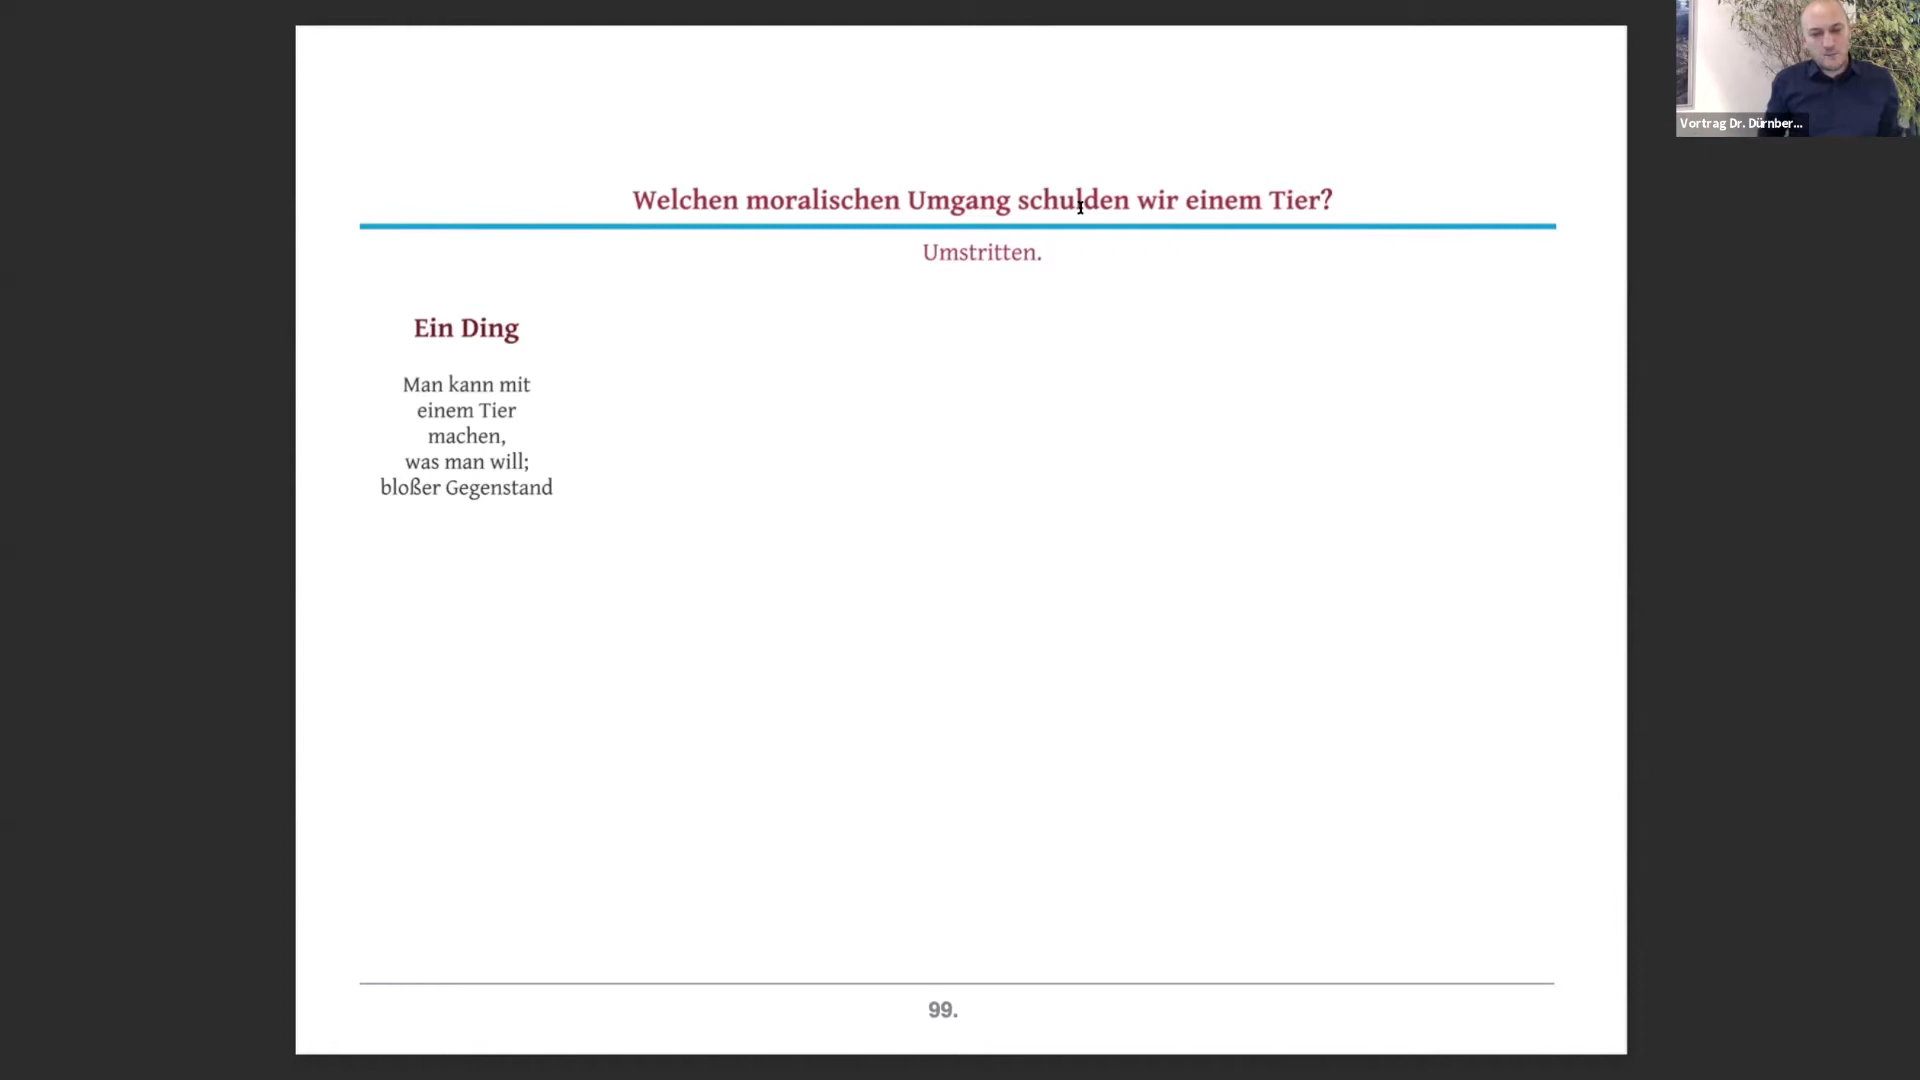 Vortrag Dr. Dürnber...
Welchen moralischen Umgang schulden wir einem Tier?
Umstritten.
Ein Ding
Man kann mit
einem Tier
machen,
was man will;
bloßer Gegenstand
99.